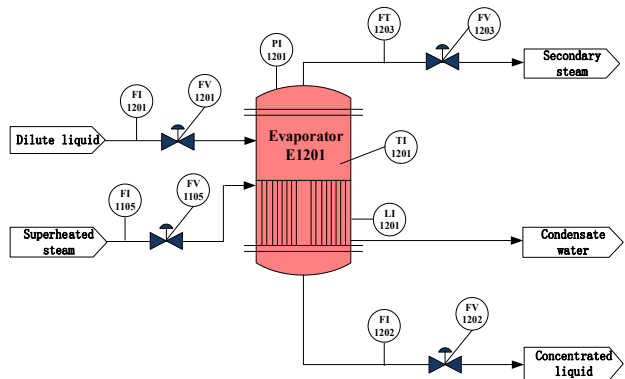 FT
1203
FV
1203
PI
1201
Secondary
steam
FI
1201
FV
1201
Dilute liquid
Evaporator
E1201
TI
1201
FI
1105
FV
1105
LI
1201
Superheated
steam
Condensate
water
FI
1202
FV
1202
Concentrated
liquid